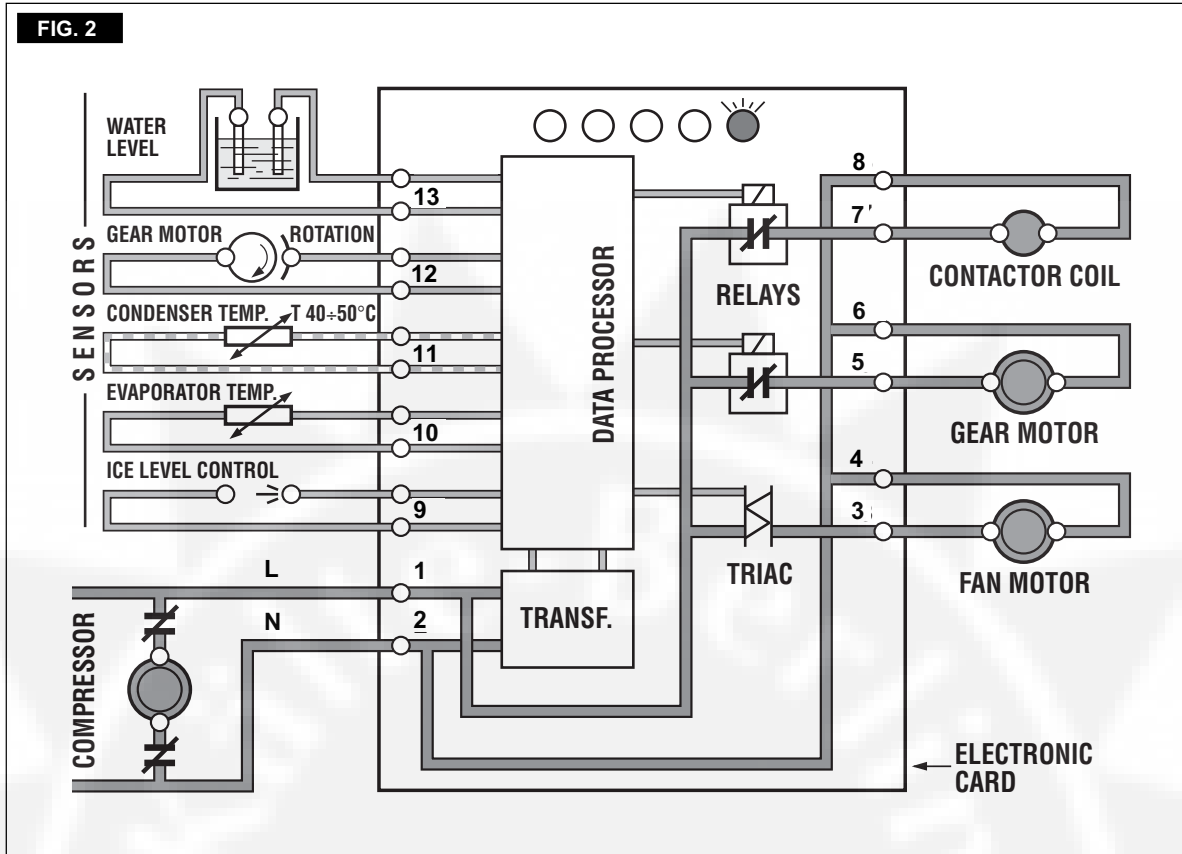 FIG. 2
WATER
LEVEL
13
GEAR MOTOR ROTATION
12
CONDENSER TEMP. T 40÷50°C
11
EVAPORATOR TEMP.
10
ICE LEVEL CONTROL
9
SENSORS
L
1
N
2
COMPRESSOR
DATA PROCESSOR
TRANSF.
RELAYS
TRIAC
8
7
CONTACTOR COIL
6
5
GEAR MOTOR
4
3
FAN MOTOR
ELECTRONIC
CARD